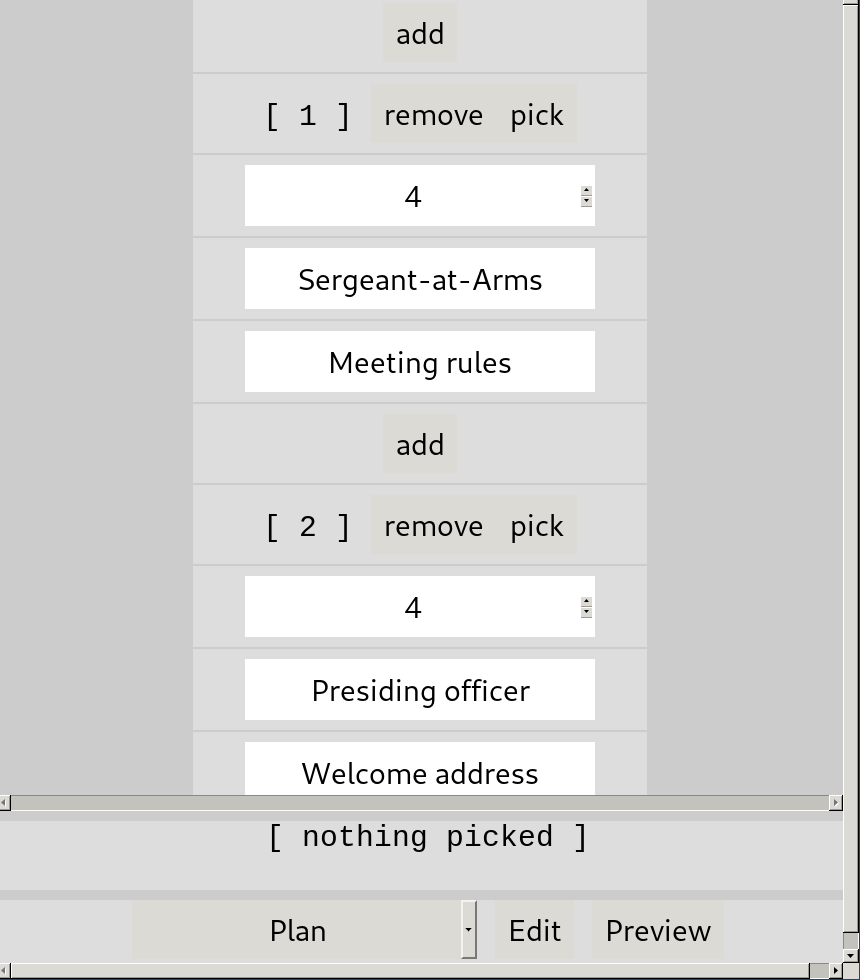 add
[ 1 ] remove pick
4
Sergeant-at-Arms
Meeting rules
add
[ 2 ] remove pick
4
Presiding officer
Welcome address
[ nothing picked ]
Plan Edit Preview